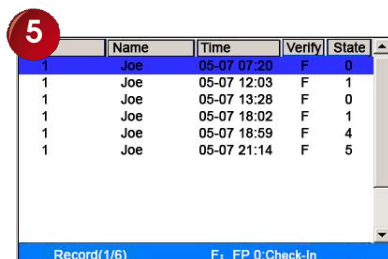 5
Name Time Verify State
1 Joe 05-07 07:20 F 0
1 Joe 05-07 12:03 F 1
1 Joe 05-07 13:28 F 0
1 Joe 05-07 18:02 F 1
1 Joe 05-07 18:59 F 4
1 Joe 05-07 21:14 F 5
Record(1/6) F: FP 0:Check-In